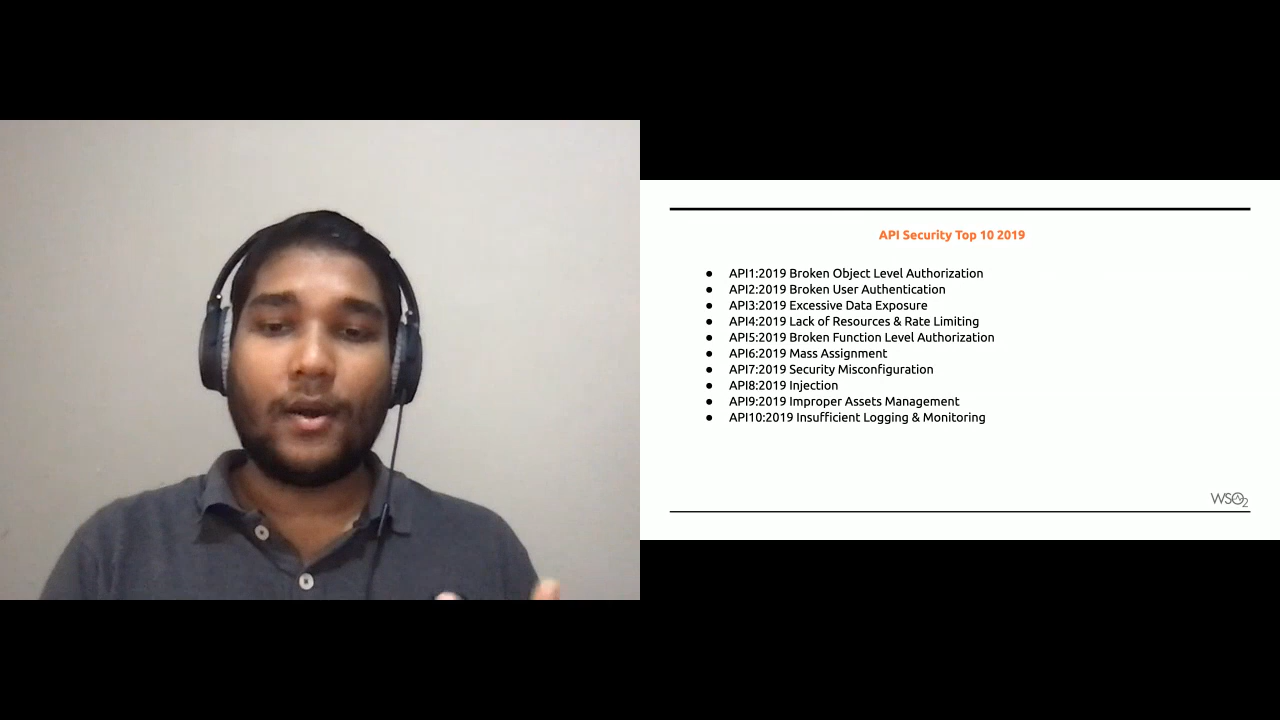 API Security Top 10 2019
● API1:2019 Broken Object Level Authorization
● API2:2019 Broken User Authentication
● API3:2019 Excessive Data Exposure
● API4:2019 Lack of Resources & Rate Limiting
● API5:2019 Broken Function Level Authorization
● API6:2019 Mass Assignment
● API7:2019 Security Misconfiguration
● API8:2019 Injection
● API9:2019 Improper Assets Management
● API10:2019 Insufficient Logging & Monitoring
WSO2